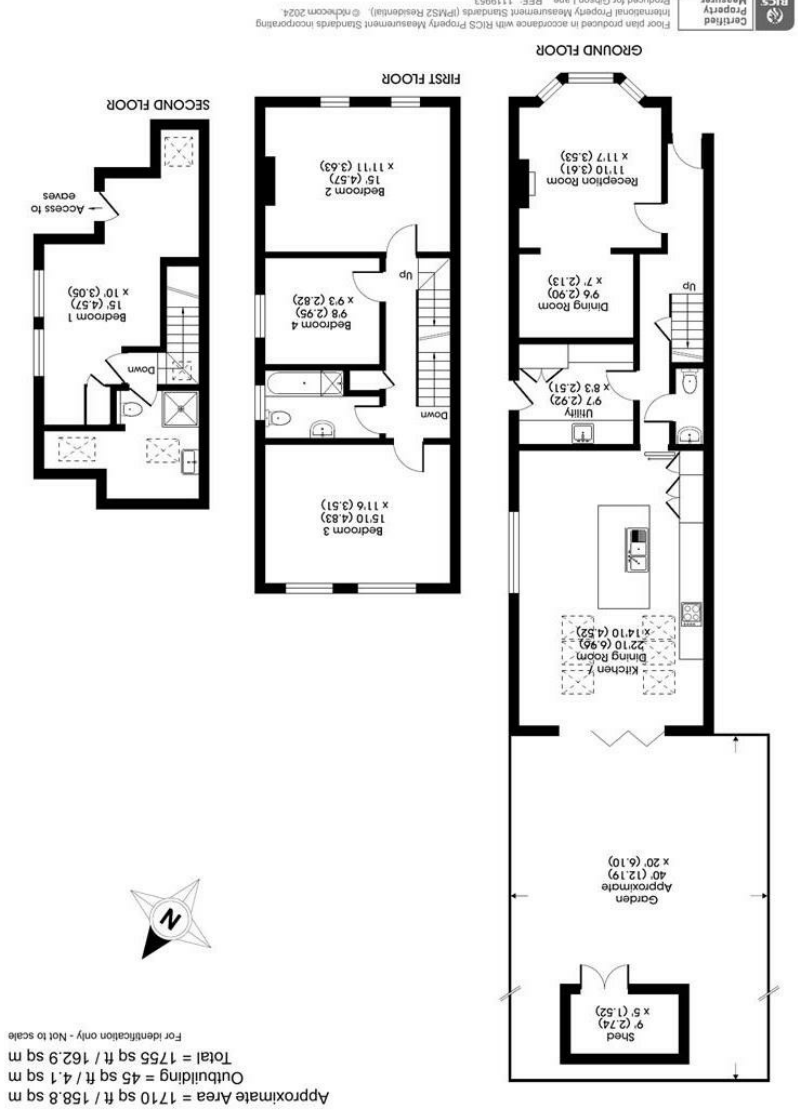 Approximate Area = 1710 sq ft / 158.8 sq m
Outbuilding = 45 sq ft / 4.1 sq m
Total = 1755 sq ft / 162.9 sq m
For identification only - Not to scale
N
Shed
9' (2.74)
x 5' (1.52)
Garden
Approximate
40' (12.19)
x 20' (6.10)
Kitchen /
Dining Room
22'10 (6.96)
x 14'10 (4.52)
Utility
9'7 (2.92)
x 8'3 (2.51)
Dining Room
9'6 (2.90)
x 7' (2.13)
Up
Reception Room
11'10 (3.61)
x 11'7 (3.53)
GROUND FLOOR
Bedroom 3
15'10 (4.83)
x 11'6 (3.51)
Down
Bedroom 4
9'8 (2.95)
x 9'3 (2.82)
Up
Bedroom 2
15' (4.57)
x 11'11 (3.63)
FIRST FLOOR
Down
Bedroom 1
15' (4.57)
x 10' (3.05)
Access to
eaves
SECOND FLOOR
RICS
Certified
Property
Measurer
Floor plan produced in accordance with RICS Property Measurement Standards incorporating
International Property Measurement Standards (IPMS2 Residential). © nichecom 2024.
Produced for Gibson Lane. REF: 1119953